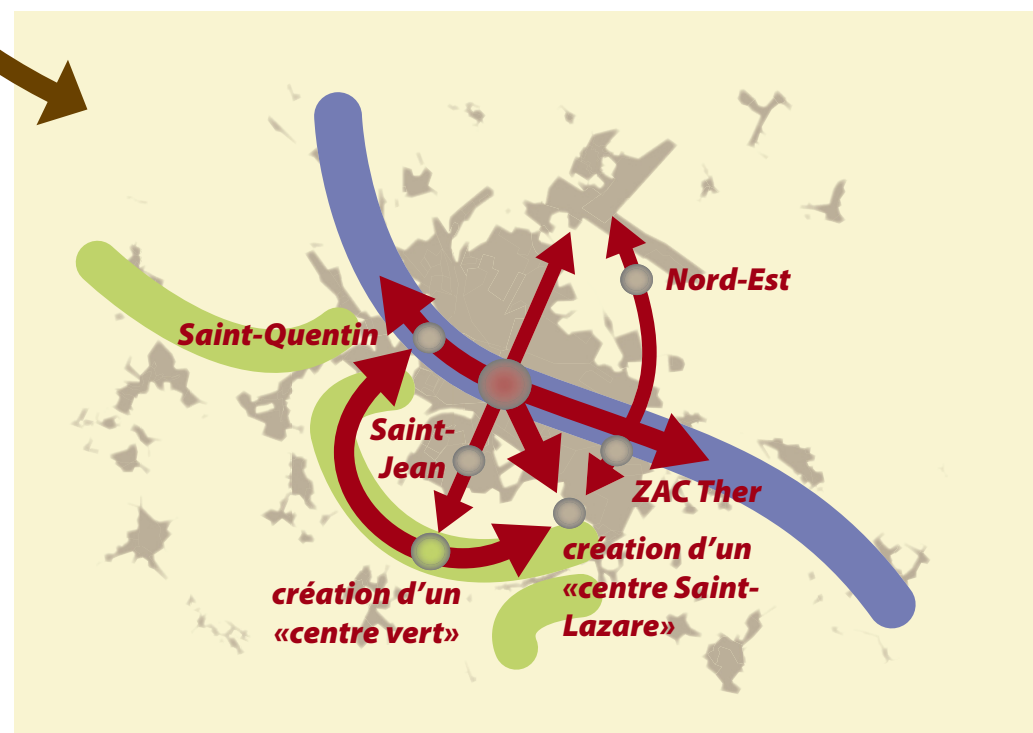 Nord-Est
Saint-Quentin
Saint-
Jean
ZAC Ther
création d’un
«centre Saint-
Lazare»
création d’un
«centre vert»